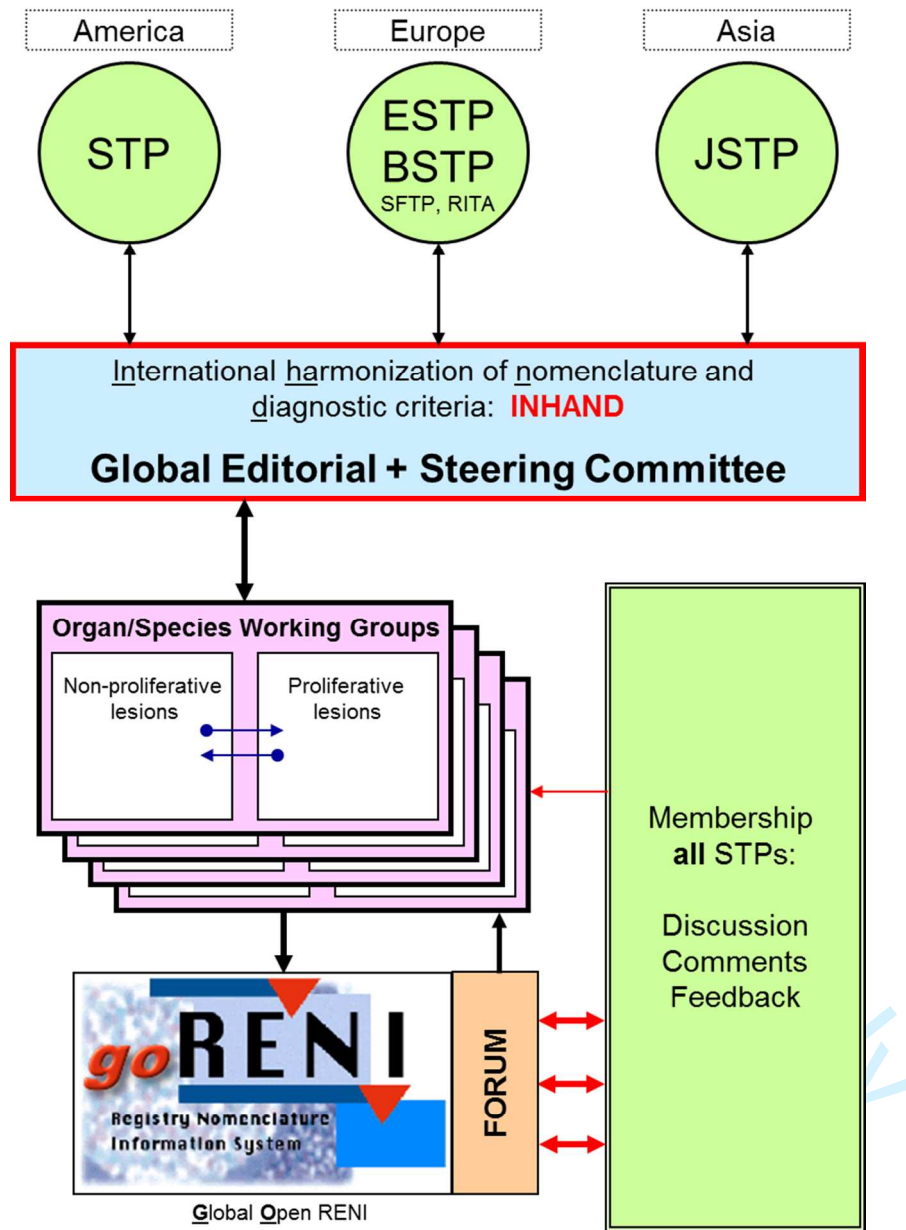 America
Europe
Asia
STP
ESTP
BSTP
SFTP, RITA
JSTP
International harmonization of nomenclature and
diagnostic criteria: INHAND
Global Editorial + Steering Committee
Organ/Species Working Groups
Non-proliferative
lesions
Proliferative
lesions
Membership
all STPs:
Discussion
Comments
Feedback
goRENI
Registry Nomenclature
Information System
FORUM
Global Open RENI